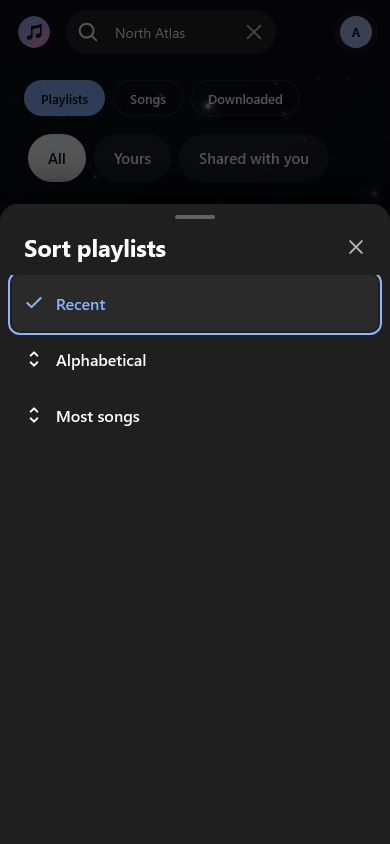 North Atlas
A
Playlists
Songs
Downloaded
All
Yours
Shared with you
Sort playlists
Recent
Alphabetical
Most songs